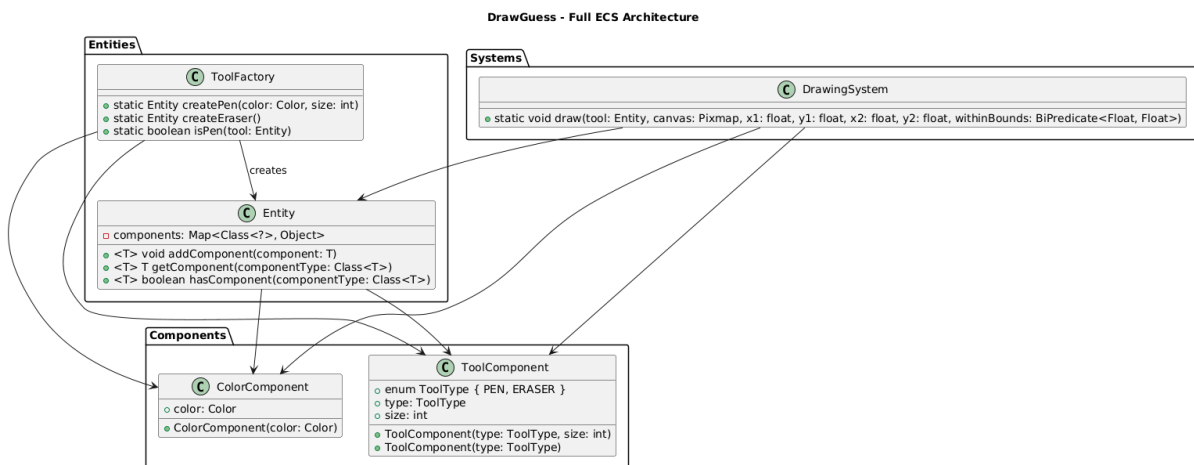 DrawGuess - Full ECS Architecture
Entities
Systems
C ToolFactory
static Entity createPen(color: Color, size: int)
static Entity createEraser()
static boolean isPen(tool: Entity)
C DrawingSystem
static void draw(tool: Entity, canvas: Pixmap, x1: float, y1: float, x2: float, y2: float, withinBounds: BiPredicate<Float, Float>)
creates
C Entity
components: Map<Class<?>, Object>
<T> void addComponent(component: T)
<T> T getComponent(componentType: Class<T>)
<T> boolean hasComponent(componentType: Class<T>)
Components
C ColorComponent
color: Color
ColorComponent(color: Color)
C ToolComponent
enum ToolType { PEN, ERASER }
type: ToolType
size: int
ToolComponent(type: ToolType, size: int)
ToolComponent(type: ToolType)